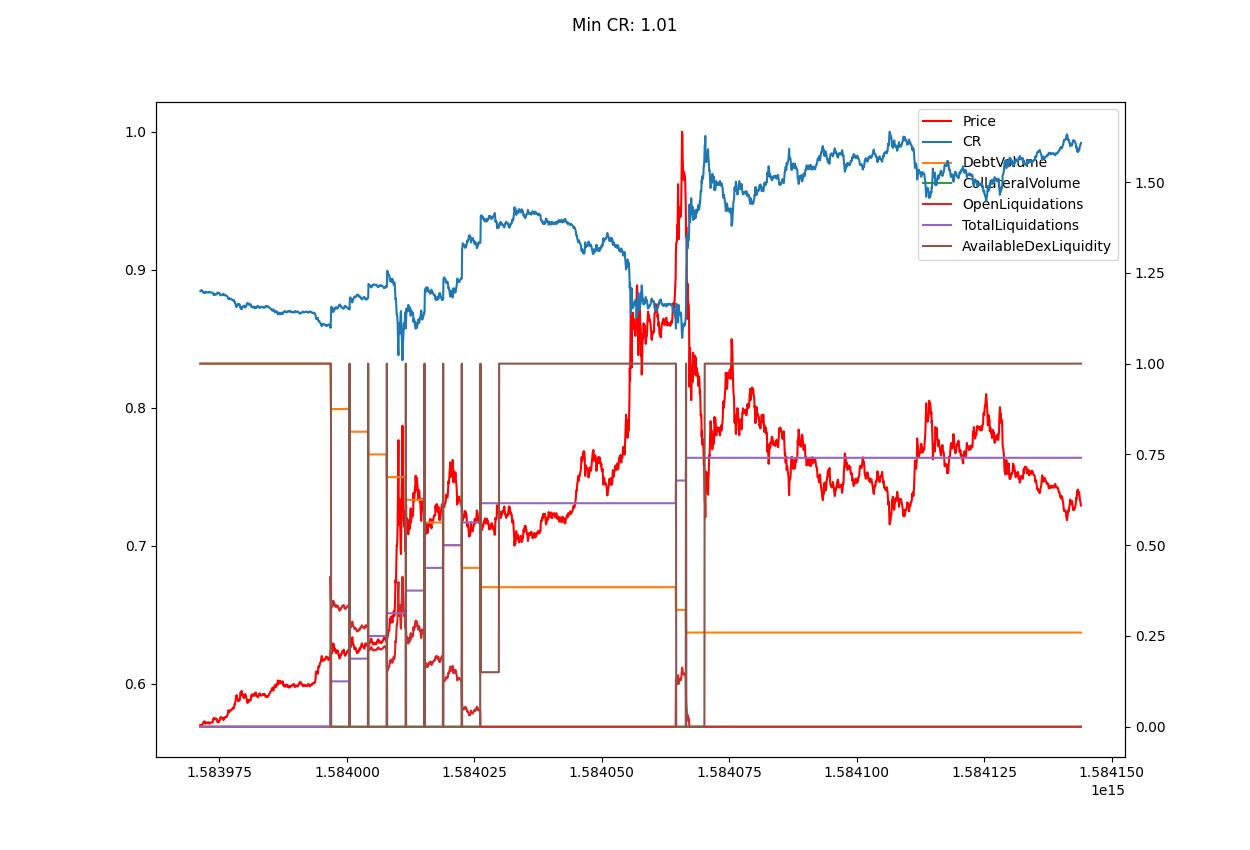 Min CR: 1.01
1.0
0.9
0.8
0.7
0.6
1.50
1.25
1.00
0.75
0.50
0.25
0.00
Price
CR
DebtVolume
CollateralVolume
OpenLiquidations
TotalLiquidations
AvailableDexLiquidity
1.583975 1.584000 1.584025 1.584050 1.584075 1.584100 1.584125 1.584150
1e15